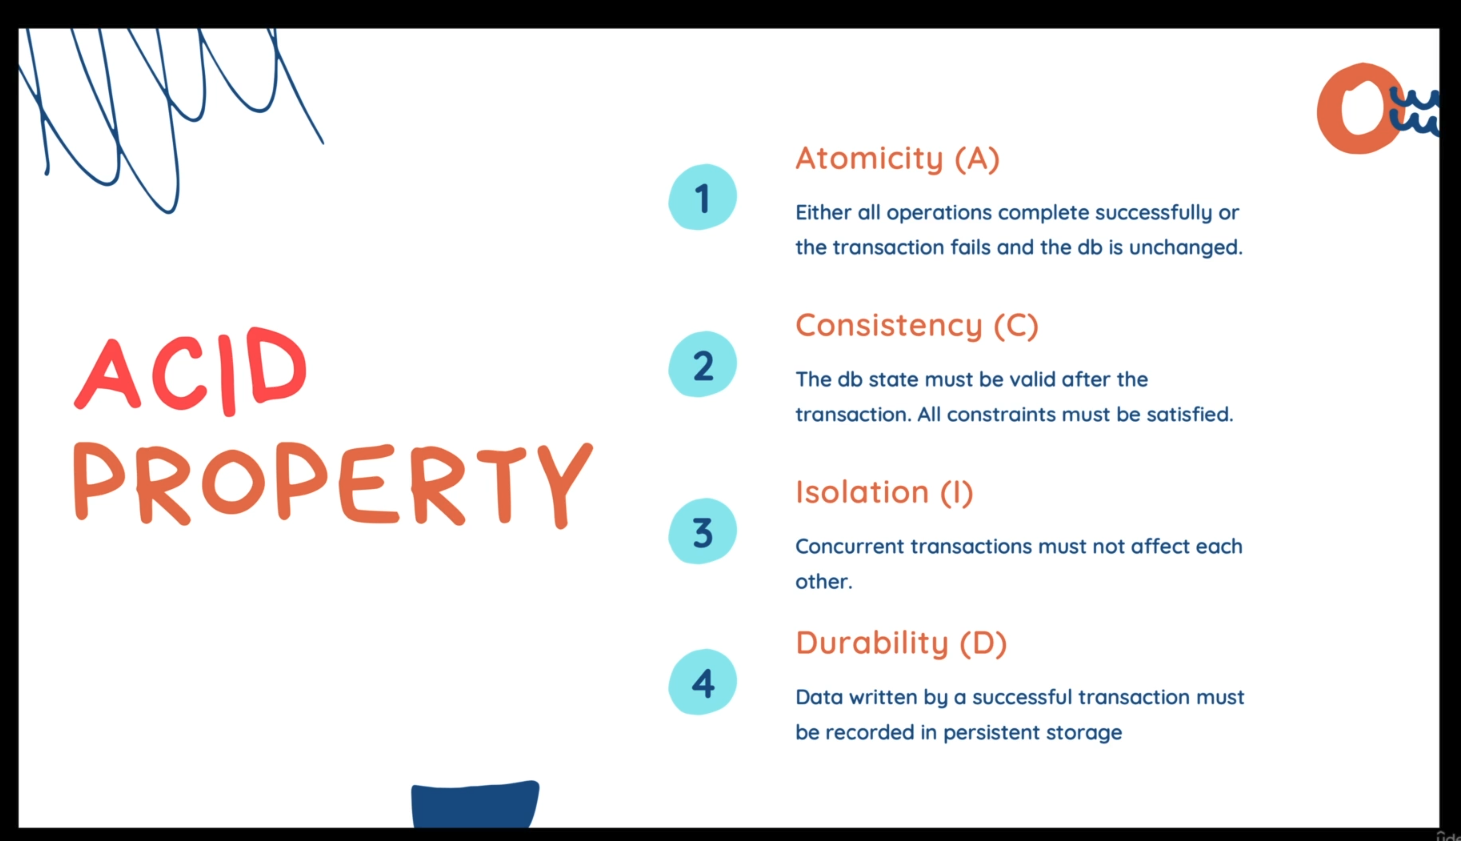 ACID
PROPERTY
1
Atomicity (A)
Either all operations complete successfully or
the transaction fails and the db is unchanged.
2
Consistency (C)
The db state must be valid after the
transaction. All constraints must be satisfied.
3
Isolation (I)
Concurrent transactions must not affect each
other.
4
Durability (D)
Data written by a successful transaction must
be recorded in persistent storage